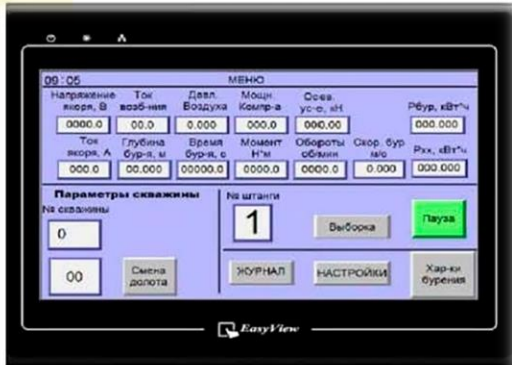 09:05 МЕНЮ
Напряжение якоря, В
Ток возб-ния
Давл. Воздуха
Мощн. Компр-а
Осев. ус-е, кН
Рбур, кВт*ч
0000.0 00.0 0.000 000.0 000.00 000.000
Ток якоря, А
Глубина бур-я, м
Время бур-я, с
Момент Н*м
Обороты об/мин
Скор. бур м/с
Рхх, кВт*ч
000.0 00.000 00000.0 0000.0 0000.0 0.000 000.000
Параметры скважины
№ скважины
0
00
Смена
долота
№ штанги
1
Выборка
Пауза
ЖУРНАЛ
НАСТРОЙКИ
Хар-ки
бурения
EasyView